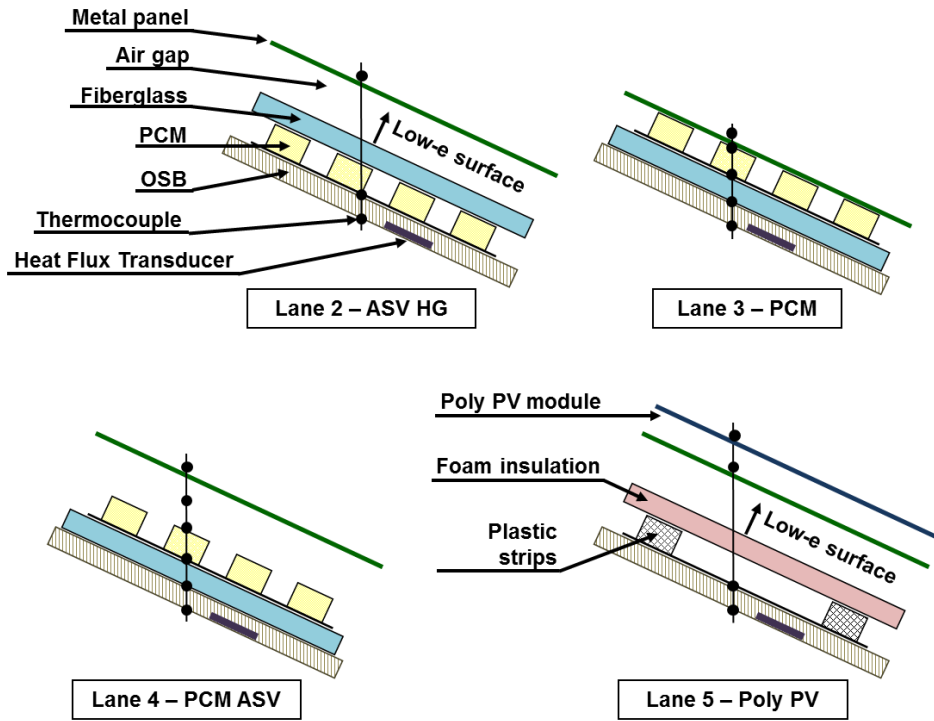 Metal panel
Air gap
Fiberglass
PCM
OSB
Thermocouple
Heat Flux Transducer
Low-e surface
Lane 2 – ASV HG
Lane 3 – PCM
Lane 4 – PCM ASV
Poly PV module
Foam insulation
Plastic
strips
Low-e surface
Lane 5 – Poly PV